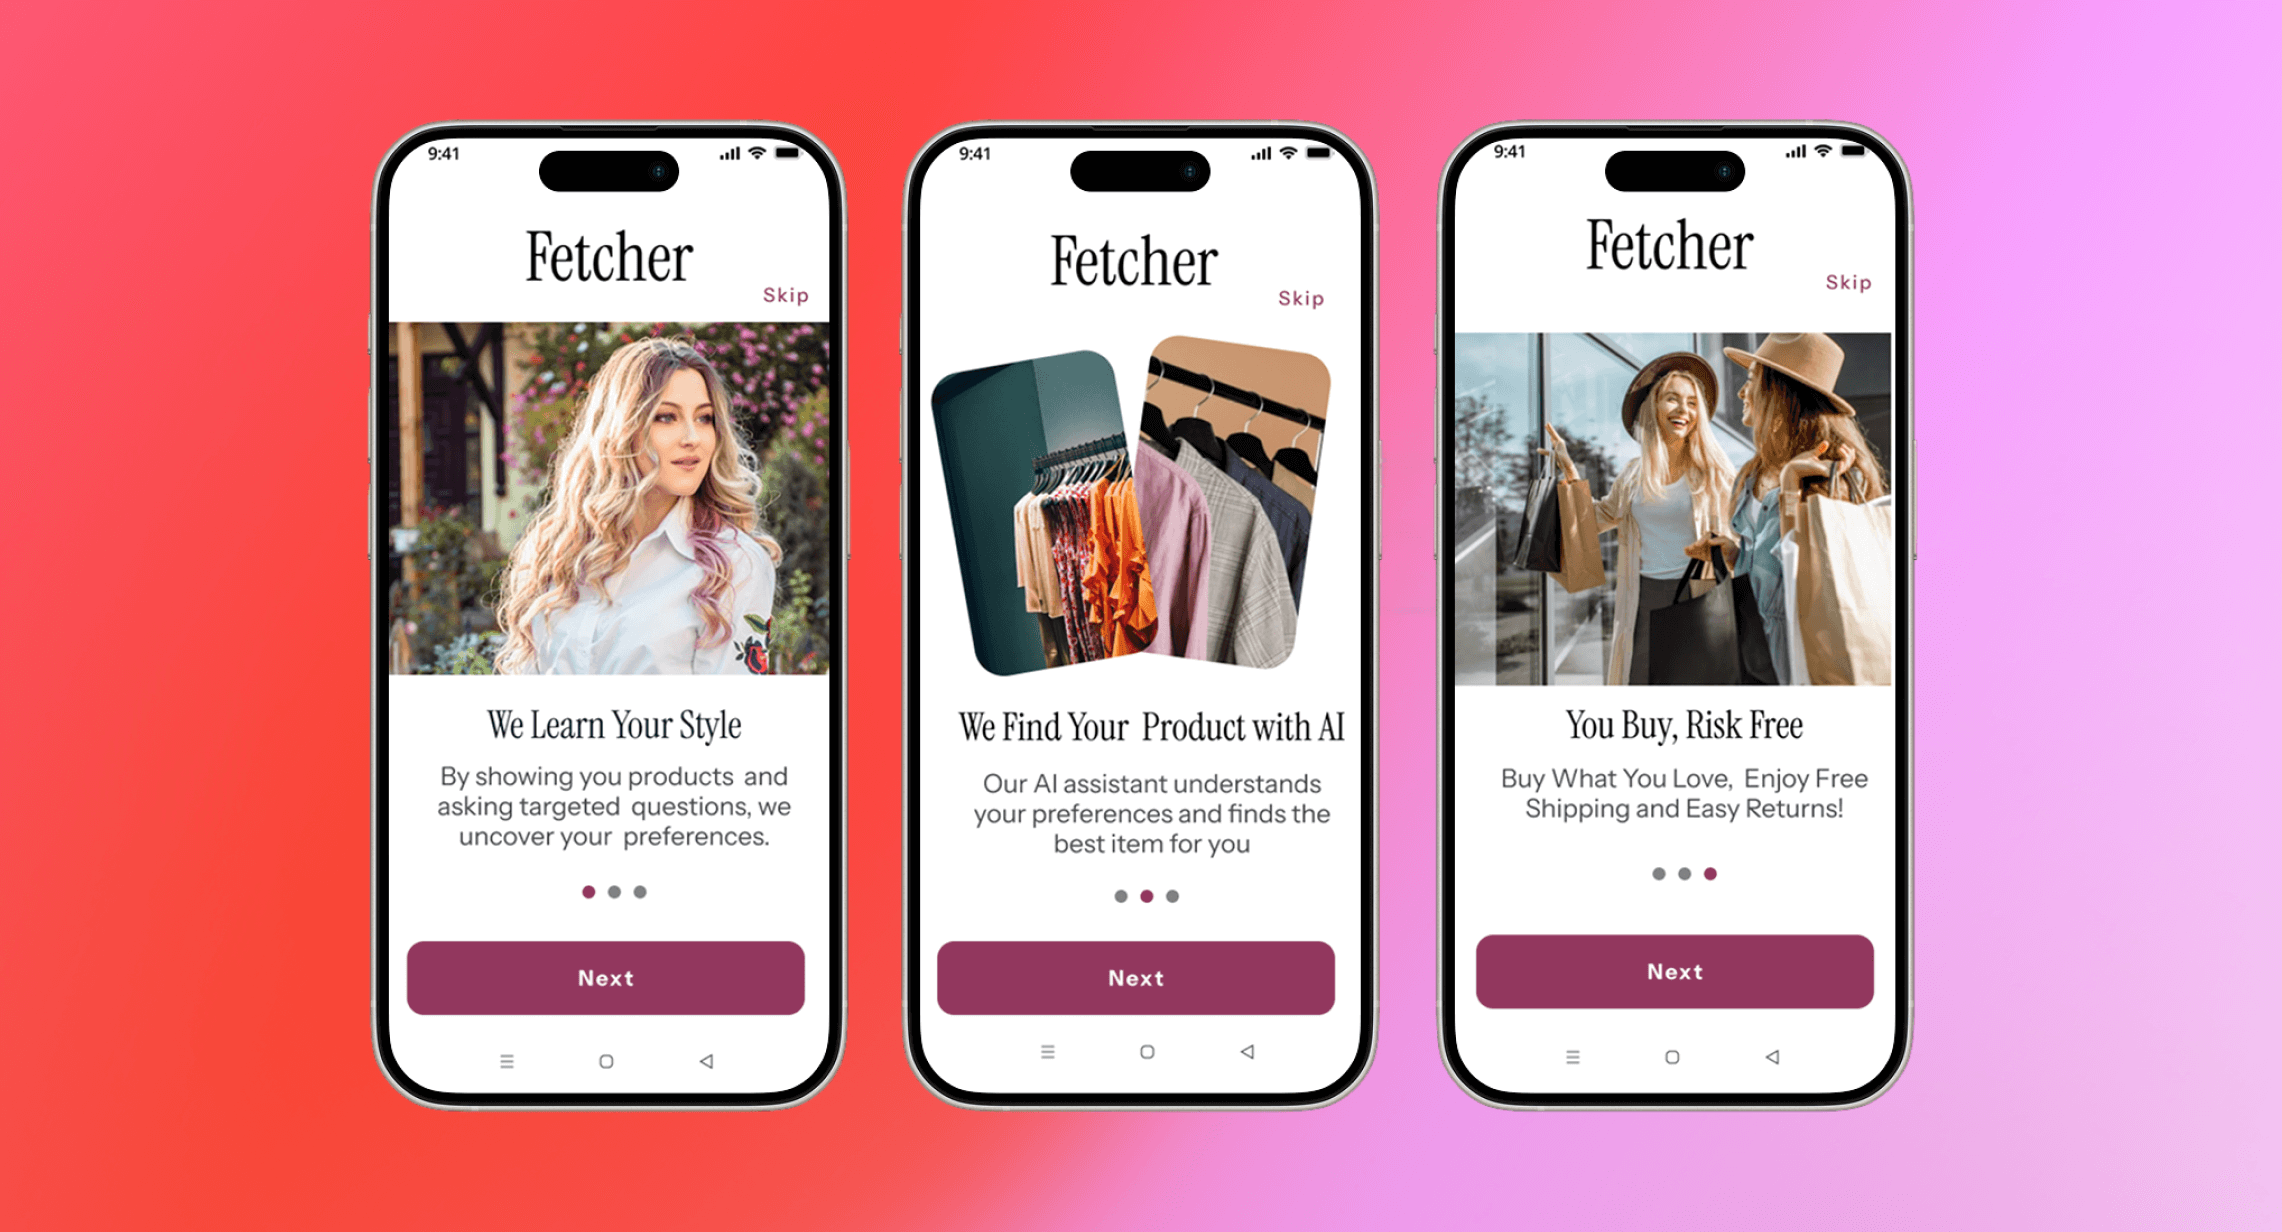 9:41
Fetcher
Skip
We Learn Your Style
By showing you products and
asking targeted questions, we
uncover your preferences.
Next
9:41
Fetcher
Skip
We Find Your Product with AI
Our AI assistant understands
your preferences and finds the
best item for you
Next
9:41
Fetcher
Skip
You Buy, Risk Free
Buy What You Love, Enjoy Free
Shipping and Easy Returns!
Next